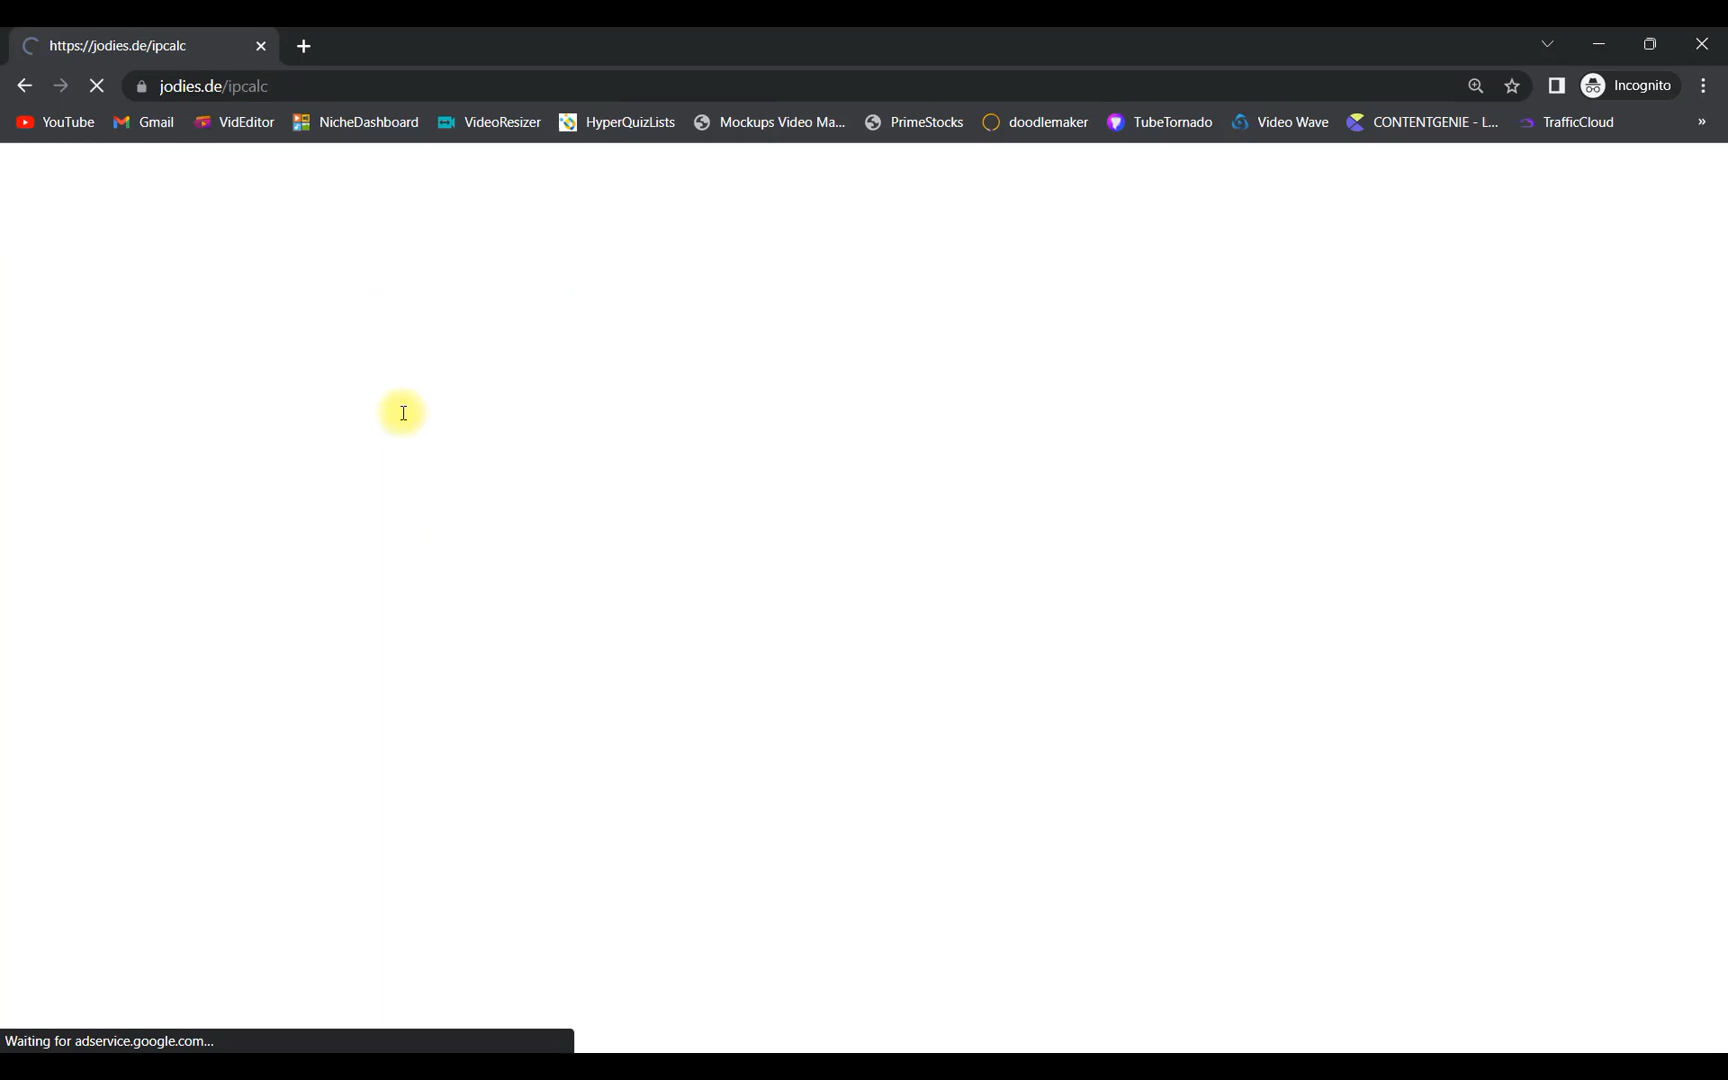 https://jodies.de/ipcalc
jodies.de/ipcalc
Incognito
YouTube Gmail VidEditor NicheDashboard VideoResizer HyperQuizLists Mockups Video Ma... PrimeStocks doodlemaker TubeTornado Video Wave CONTENTGENIE - L... TrafficCloud »
Waiting for adservice.google.com...